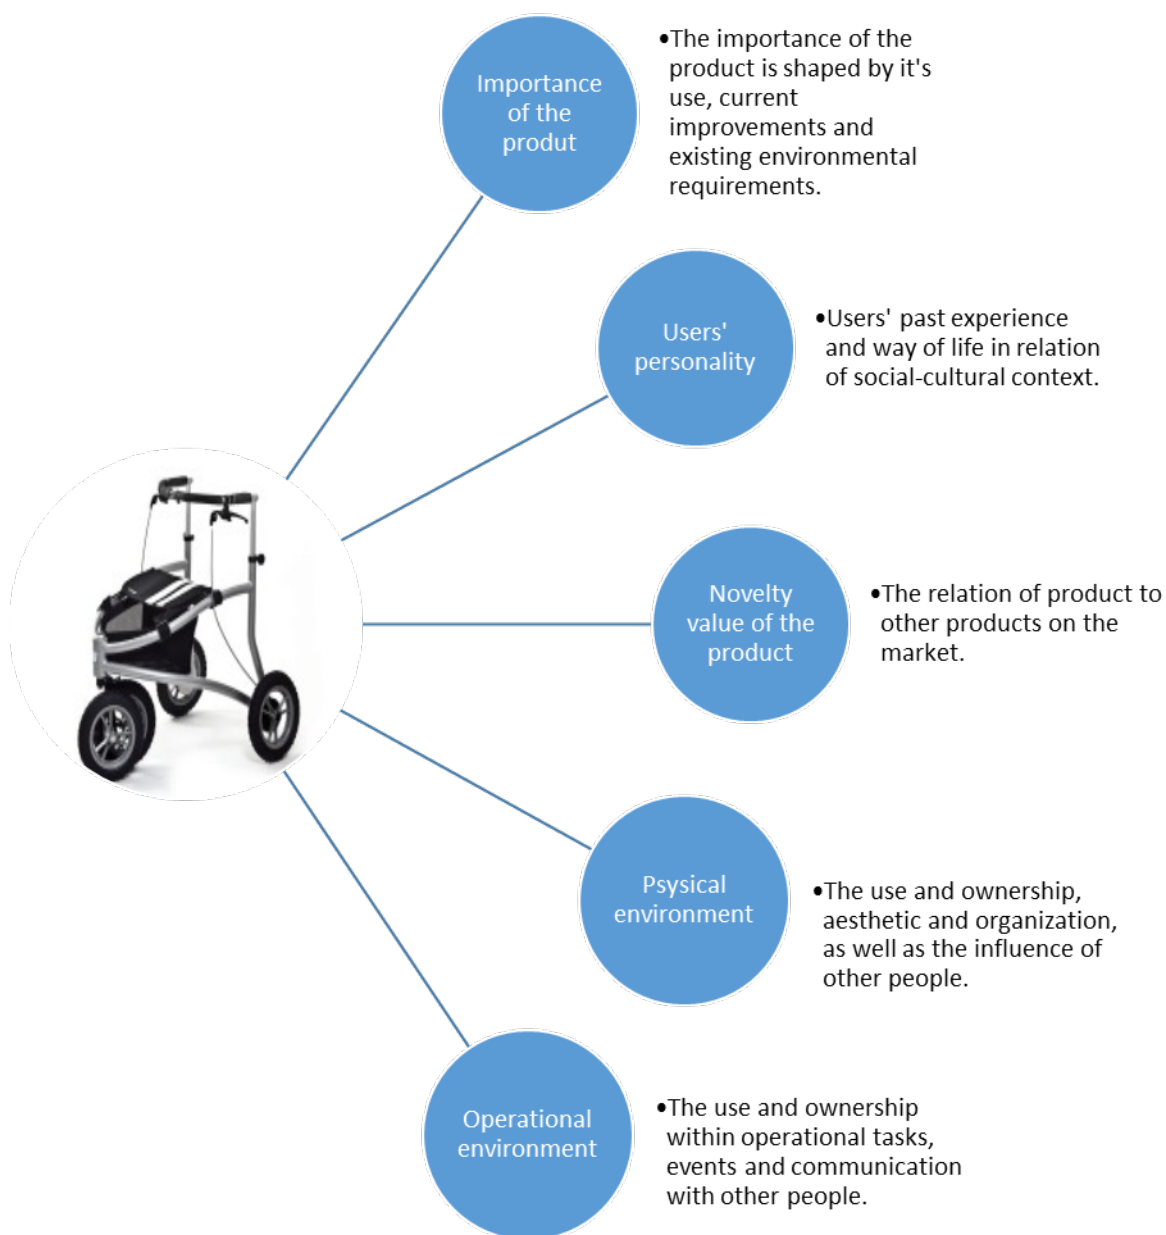 Importance
of the
produt
•The importance of the
product is shaped by it's
use, current
improvements and
existing environmental
requirements.
Users'
personality
•Users' past experience
and way of life in relation
of social-cultural context.
Novelty
value of the
product
•The relation of product to
other products on the
market.
Psysical
environment
•The use and ownership,
aesthetic and organization,
as well as the influence of
other people.
Operational
environment
•The use and ownership
within operational tasks,
events and communication
with other people.